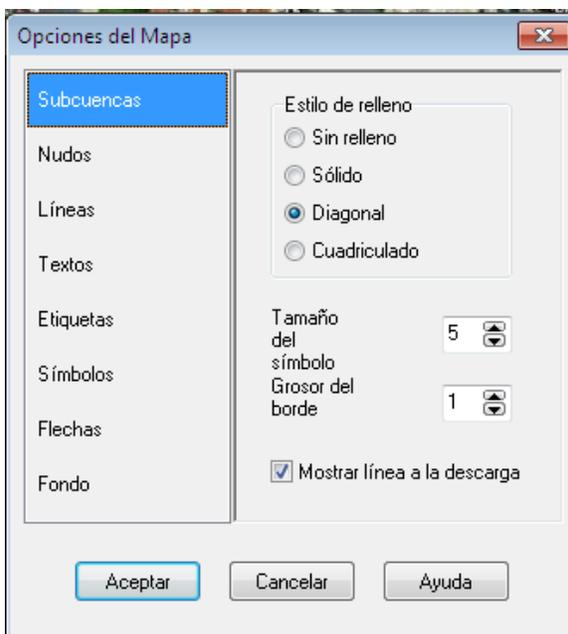 Opciones del Mapa
Subcuencas
Nudos
Líneas
Textos
Etiquetas
Símbolos
Flechas
Fondo
Estilo de relleno
Sin relleno
Sólido
Diagonal
Cuadriculado
Tamaño
del
símbolo
5
Grosor del
borde
1
Mostrar línea a la descarga
Aceptar
Cancelar
Ayuda